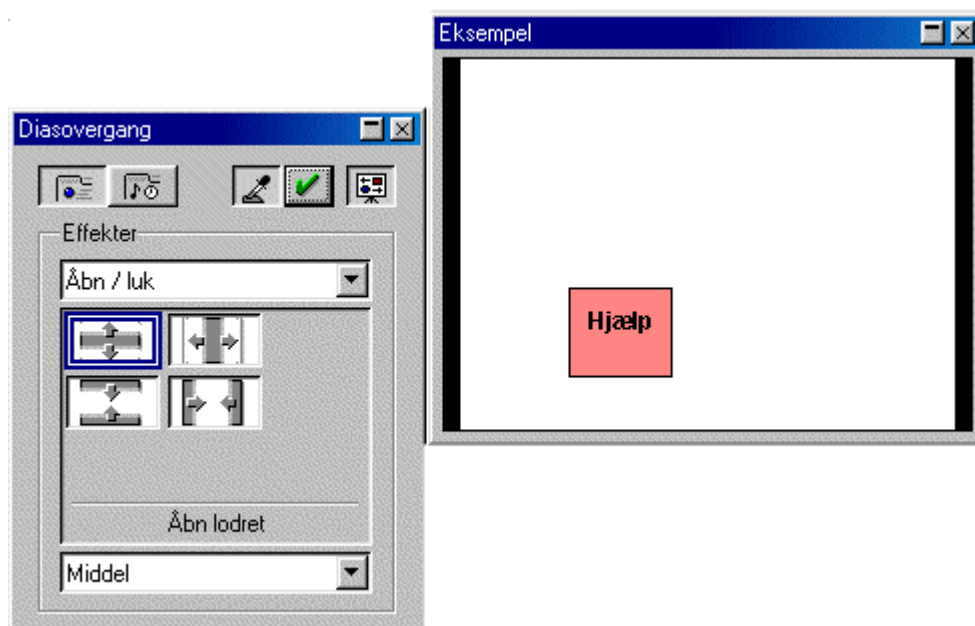 Eksempel
Hjælp
Diasovergang
Effekter
Åbn / luk
Åbn lodret
Middel